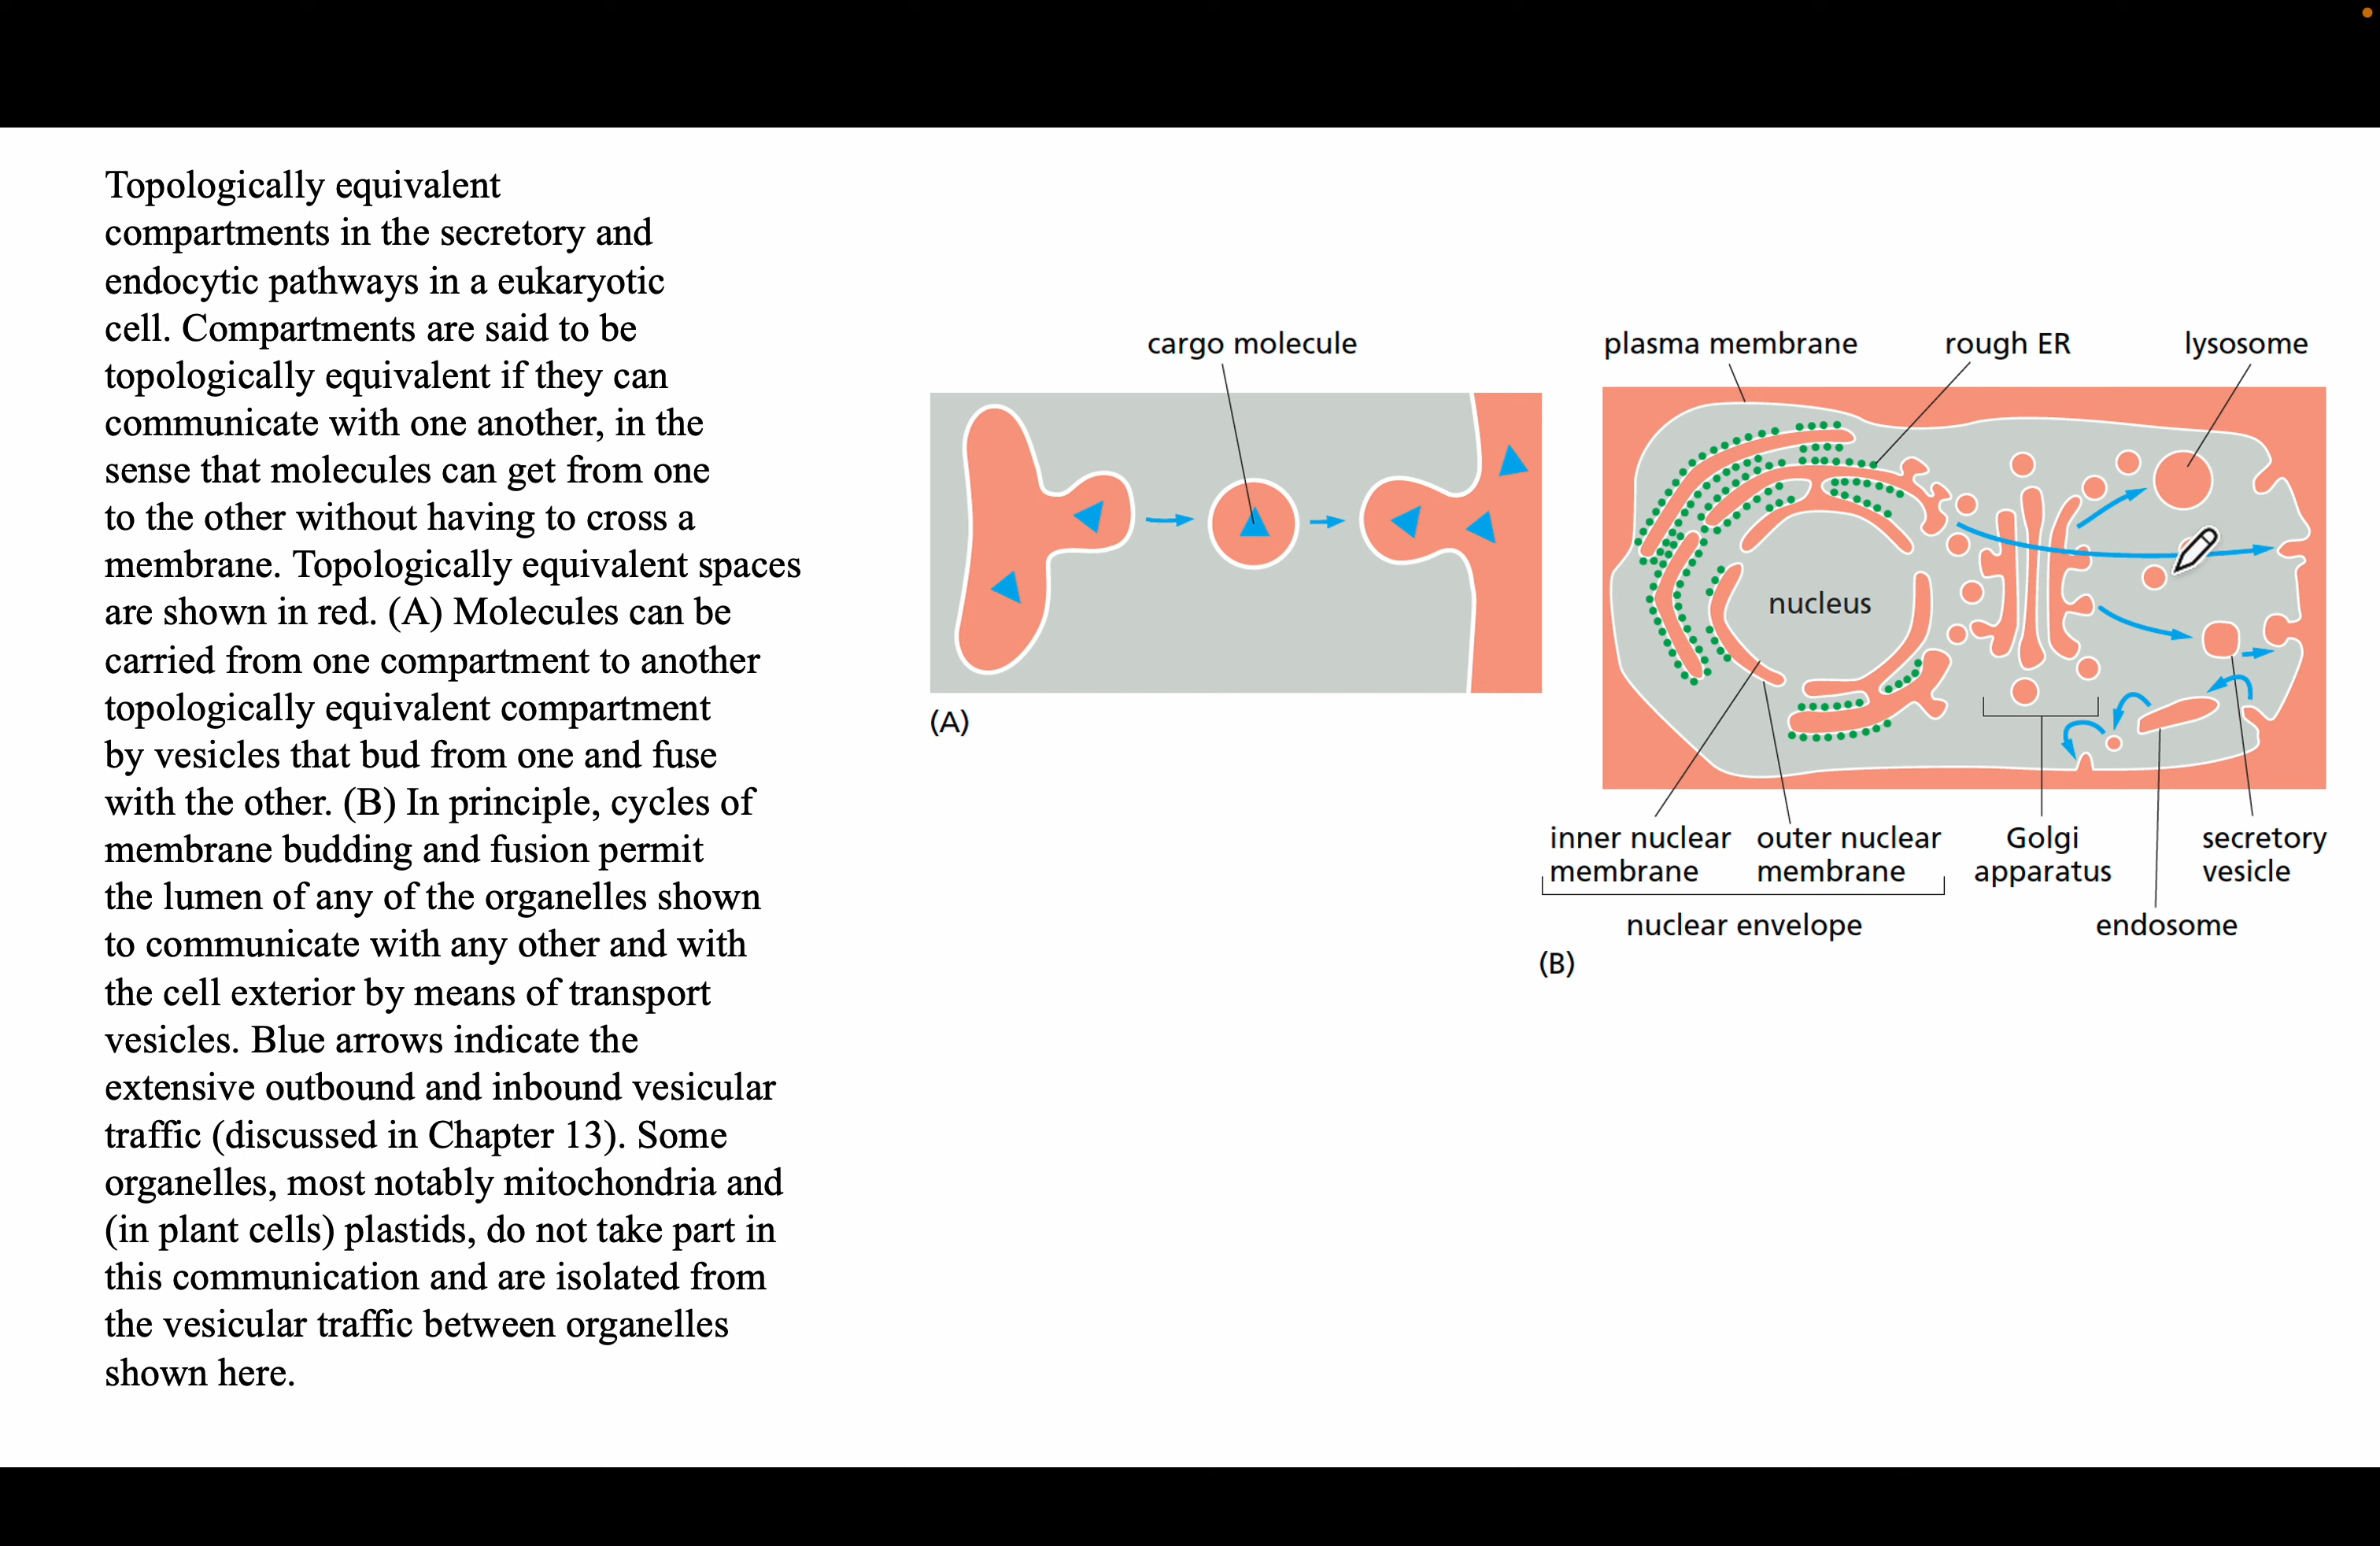 Topologically equivalent
compartments in the secretory and
endocytic pathways in a eukaryotic
cell. Compartments are said to be
topologically equivalent if they can
communicate with one another, in the
sense that molecules can get from one
to the other without having to cross a
membrane. Topologically equivalent spaces
are shown in red. (A) Molecules can be
carried from one compartment to another
topologically equivalent compartment
by vesicles that bud from one and fuse
with the other. (B) In principle, cycles of
membrane budding and fusion permit
the lumen of any of the organelles shown
to communicate with any other and with
the cell exterior by means of transport
vesicles. Blue arrows indicate the
extensive outbound and inbound vesicular
traffic (discussed in Chapter 13). Some
organelles, most notably mitochondria and
(in plant cells) plastids, do not take part in
this communication and are isolated from
the vesicular traffic between organelles
shown here.
cargo molecule
(A)
plasma membrane
rough ER
lysosome
nucleus
inner nuclear
membrane
outer nuclear
membrane
nuclear envelope
Golgi
apparatus
endosome
secretory
vesicle
(B)